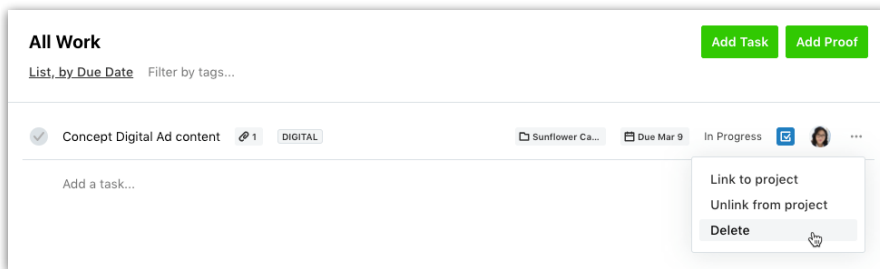 All Work
Add Task
Add Proof
List, by Due Date
Filter by tags...
Concept Digital Ad content
1
DIGITAL
Sunflower Ca...
Due Mar 9
In Progress
Add a task...
Link to project
Unlink from project
Delete